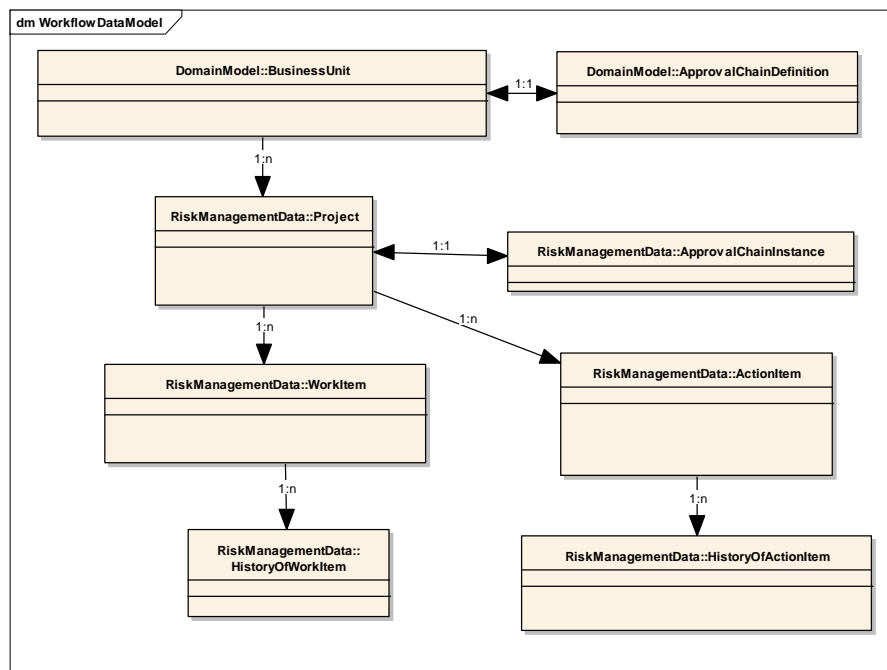 dm WorkflowDataModel
DomainModel::BusinessUnit
DomainModel::ApprovalChainDefinition
1:1
1:n
RiskManagementData::Project
1:1
RiskManagementData::ApprovalChainInstance
1:n
1:n
RiskManagementData::WorkItem
RiskManagementData::ActionItem
1:n
1:n
RiskManagementData::
HistoryOfWorkItem
RiskManagementData::HistoryOfActionItem